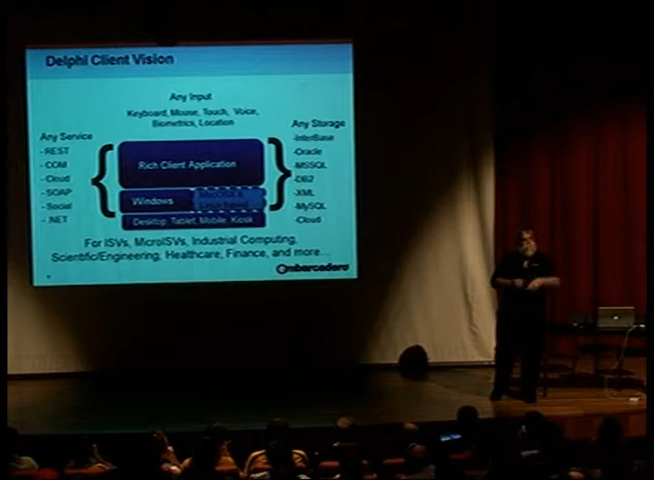 Delphi Client Vision
Any Input
Keyboard, Mouse, Touch, Voice,
Biometrics, Location
Any Service
- REST
- COM
- Cloud
- SOAP
- Social
- .NET
Rich Client Application
Windows
Desktop, Tablet, Mobile, Kiosk
Any Storage
-InterBase
-Oracle
-MSSQL
-DB2
-XML
-MySQL
-Cloud
For ISVs, MicroISVs, Industrial Computing,
Scientific/Engineering, Healthcare, Finance, and more...
embarcadero